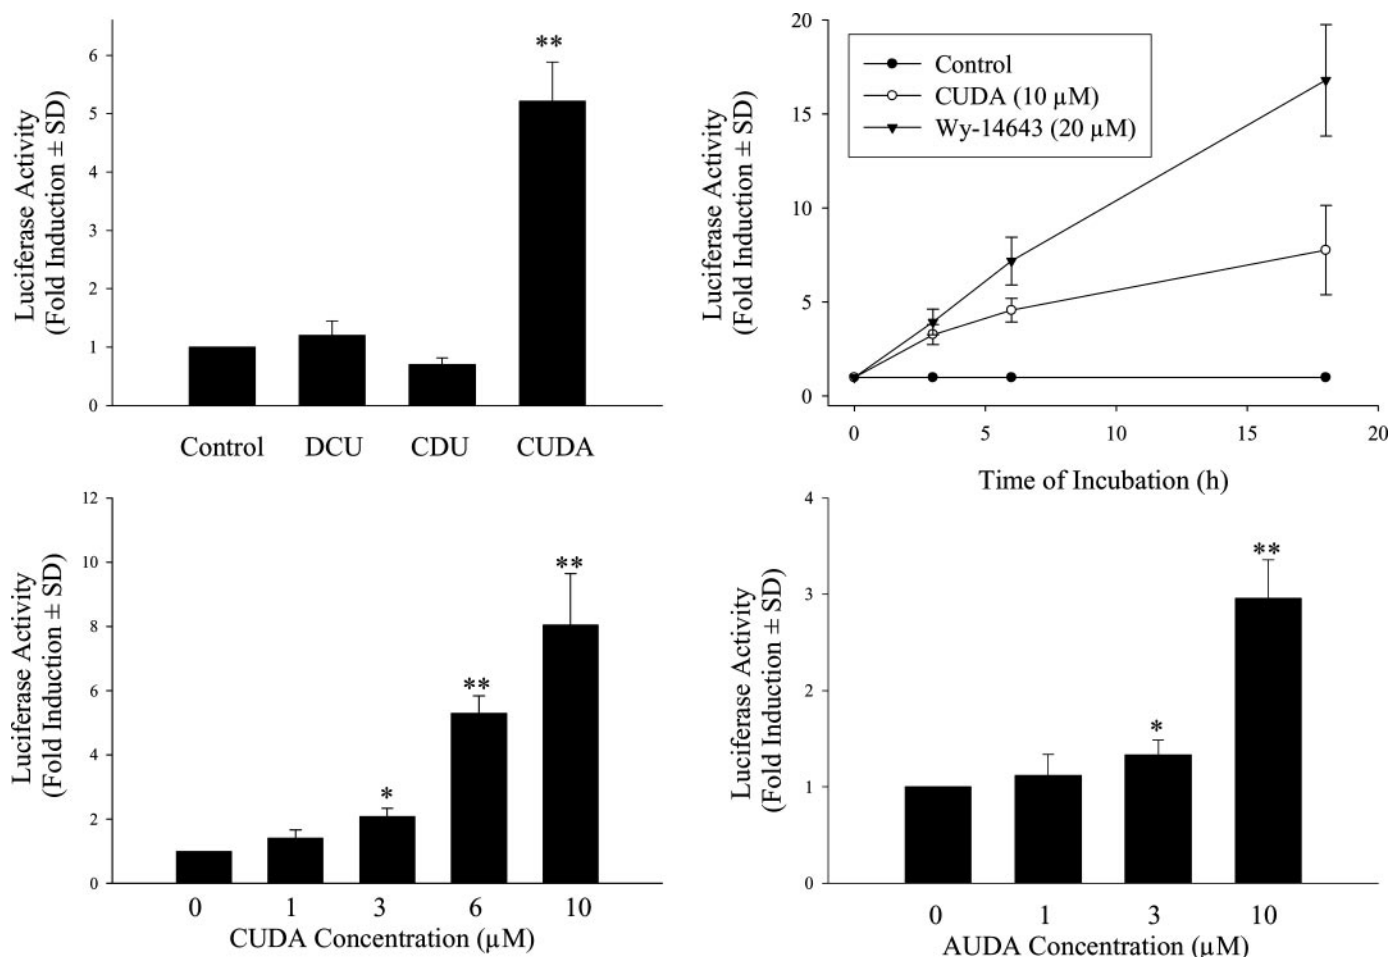 **
6
5
4
3
2
1
0
Luciferase Activity
(Fold Induction ± SD)
Control DCU CDU CUDA
20
15
10
5
0
Luciferase Activity
(Fold Induction ± SD)
Control
CUDA (10 µM)
Wy-14643 (20 µM)
0 5 10 15 20
Time of Incubation (h)
12
10
8
6
4
2
0
Luciferase Activity
(Fold Induction ± SD)
* ** **
0 1 3 6 10
CUDA Concentration (µM)
4
3
2
1
0
Luciferase Activity
(Fold Induction ± SD)
* **
0 1 3 10
AUDA Concentration (µM)